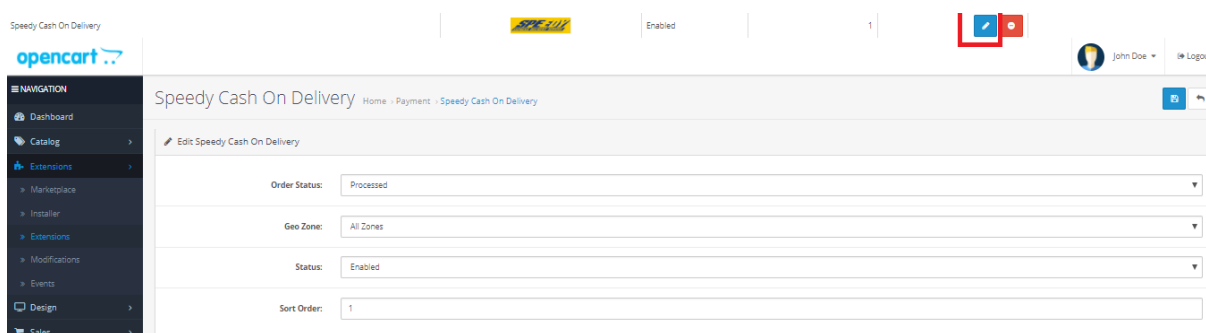 Speedy Cash On Delivery SPEEDY Enabled 1
opencart John Doe Logou
NAVIGATION
Speedy Cash On Delivery Home › Payment › Speedy Cash On Delivery
Dashboard
Catalog
Edit Speedy Cash On Delivery
Extensions
» Marketplace
Order Status: Processed
» Installer
Geo Zone: All Zones
» Extensions
» Modifications
Status: Enabled
» Events
Design
Sort Order: 1
Sales